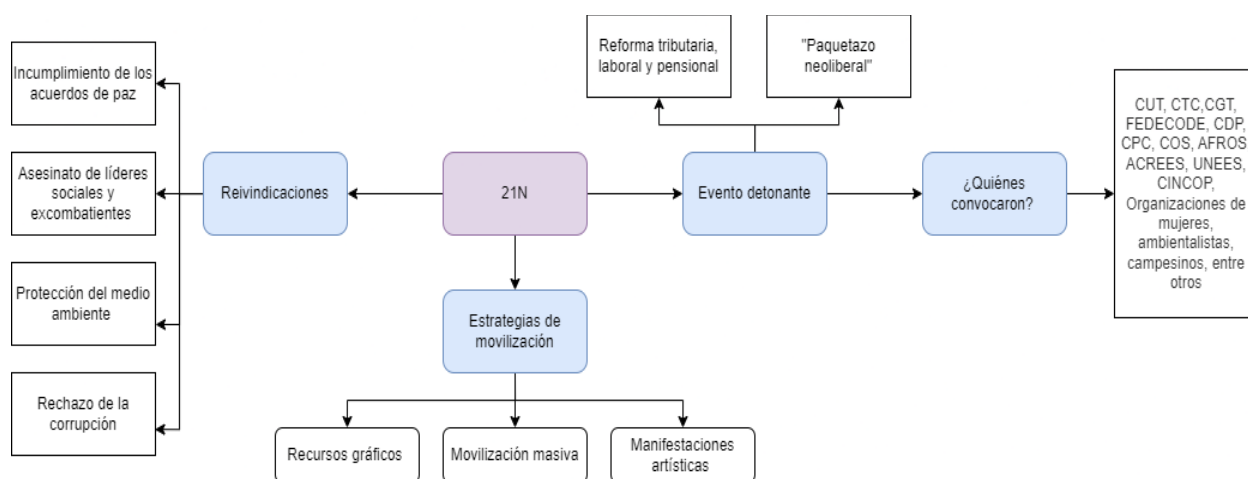 Incumplimiento de los
acuerdos de paz
Asesinato de líderes
sociales y
excombatientes
Protección del medio
ambiente
Rechazo de la
corrupción
Reivindicaciones
21N
Estrategias de
movilización
Recursos gráficos
Movilización masiva
Manifestaciones
artísticas
Reforma tributaria,
laboral y pensional
"Paquetazo
neoliberal"
Evento detonante
¿Quiénes
convocaron?
CUT, CTC,CGT,
FEDECODE, CDP,
CPC, COS, AFROS
ACREES, UNEES,
CINCOP,
Organizaciones de
mujeres,
ambientalistas,
campesinos, entre
otros